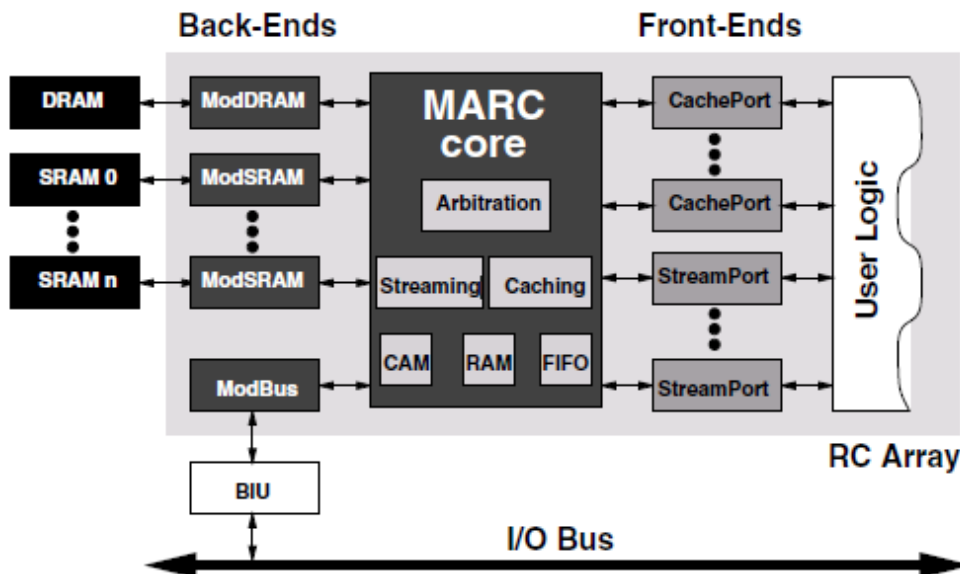 Back-Ends
Front-Ends
DRAM
ModDRAM
MARC
core
CachePort
SRAM 0
ModSRAM
Arbitration
CachePort
SRAM n
ModSRAM
Streaming
Caching
StreamPort
CAM
RAM
FIFO
ModBus
StreamPort
User Logic
RC Array
BIU
I/O Bus